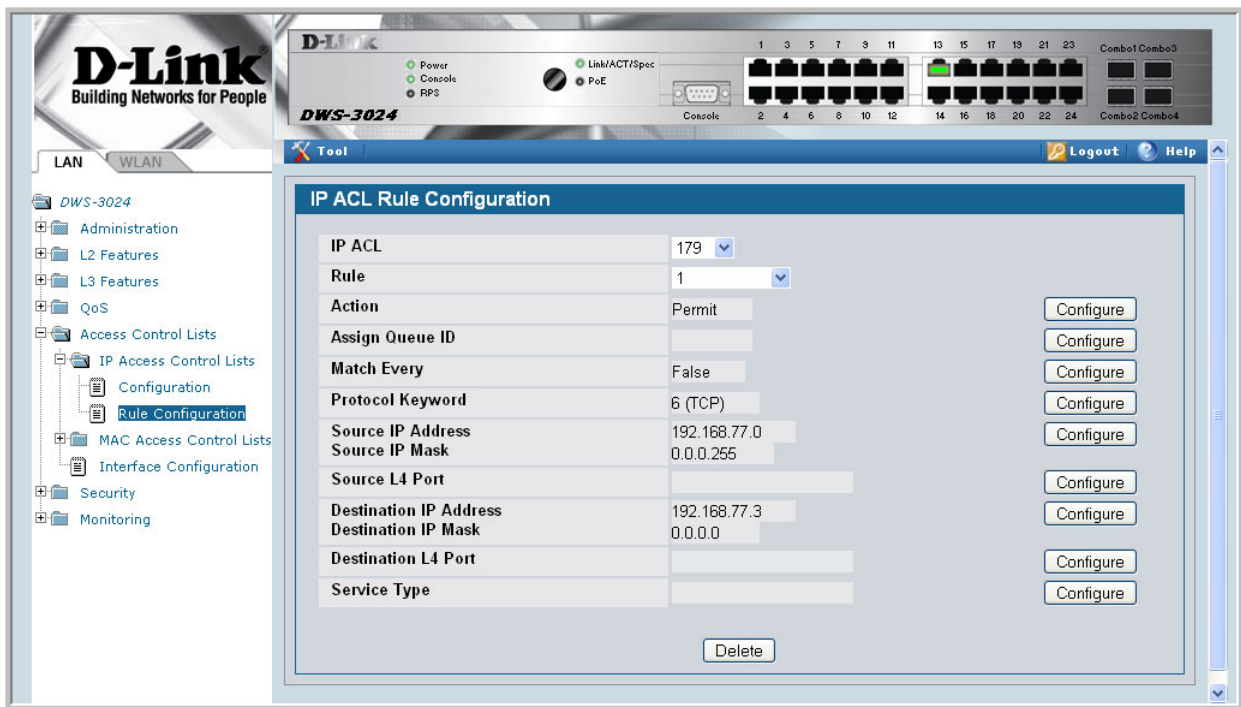 D-Link
Building Networks for People
D-Link
Power
Console
RPS
Link/ACT/Spec
PoE
DWS-3024
Console
1 3 5 7 9 11 13 15 17 19 21 23
Combo1 Combo3
2 4 6 8 10 12 14 16 18 20 22 24
Combo2 Combo4
LAN WLAN
Tool
Logout
Help
DWS-3024
Administration
L2 Features
L3 Features
QoS
Access Control Lists
IP Access Control Lists
Configuration
Rule Configuration
MAC Access Control Lists
Interface Configuration
Security
Monitoring
IP ACL Rule Configuration
IP ACL 179
Rule 1
Action Permit Configure
Assign Queue ID Configure
Match Every False Configure
Protocol Keyword 6 (TCP) Configure
Source IP Address 192.168.77.0 Configure
Source IP Mask 0.0.0.255
Source L4 Port Configure
Destination IP Address 192.168.77.3 Configure
Destination IP Mask 0.0.0.0
Destination L4 Port Configure
Service Type Configure
Delete